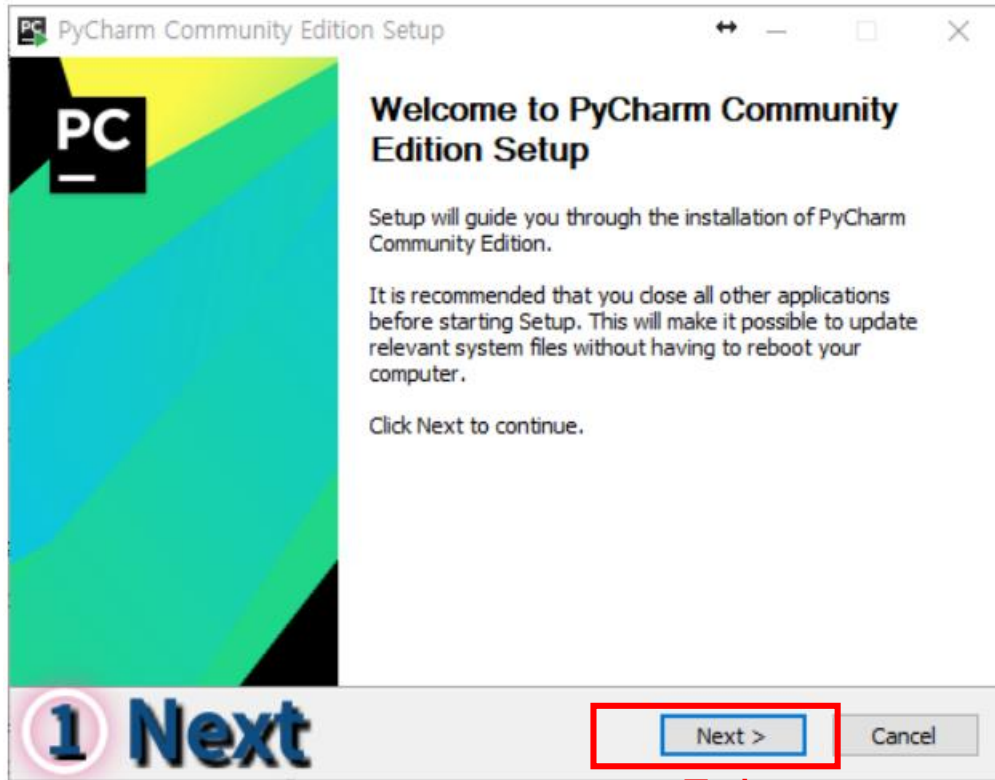 PyCharm Community Edition Setup
PC
Welcome to PyCharm Community
Edition Setup
Setup will guide you through the installation of PyCharm
Community Edition.
It is recommended that you close all other applications
before starting Setup. This will make it possible to update
relevant system files without having to reboot your
computer.
Click Next to continue.
1 Next
Next >
Cancel